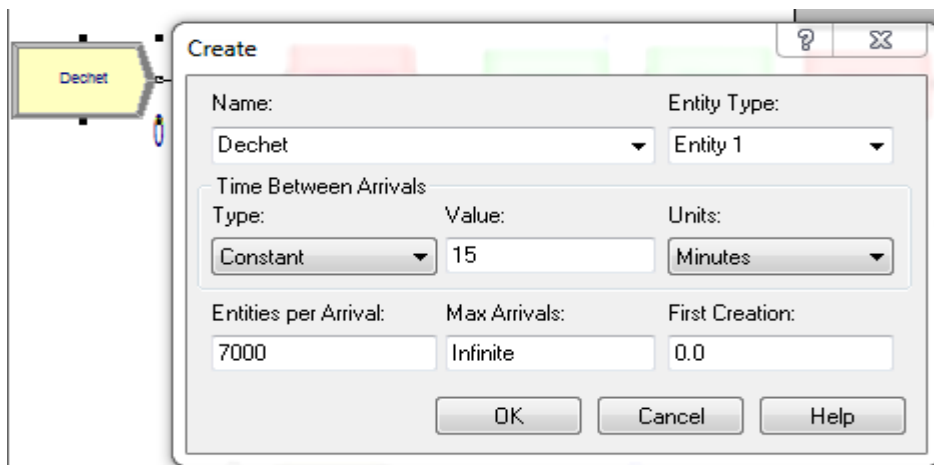 Dechet
Create
Name: Entity Type:
Dechet Entity 1
Time Between Arrivals
Type: Value: Units:
Constant 15 Minutes
Entities per Arrival: Max Arrivals: First Creation:
7000 Infinite 0.0
OK Cancel Help